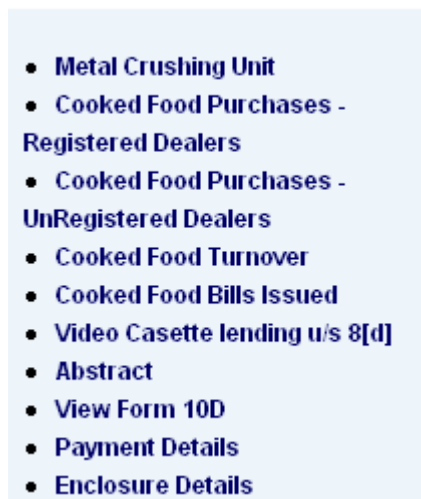 • Metal Crushing Unit
• Cooked Food Purchases -
Registered Dealers
• Cooked Food Purchases -
UnRegistered Dealers
• Cooked Food Turnover
• Cooked Food Bills Issued
• Video Casette lending u/s 8[d]
• Abstract
• View Form 10D
• Payment Details
• Enclosure Details